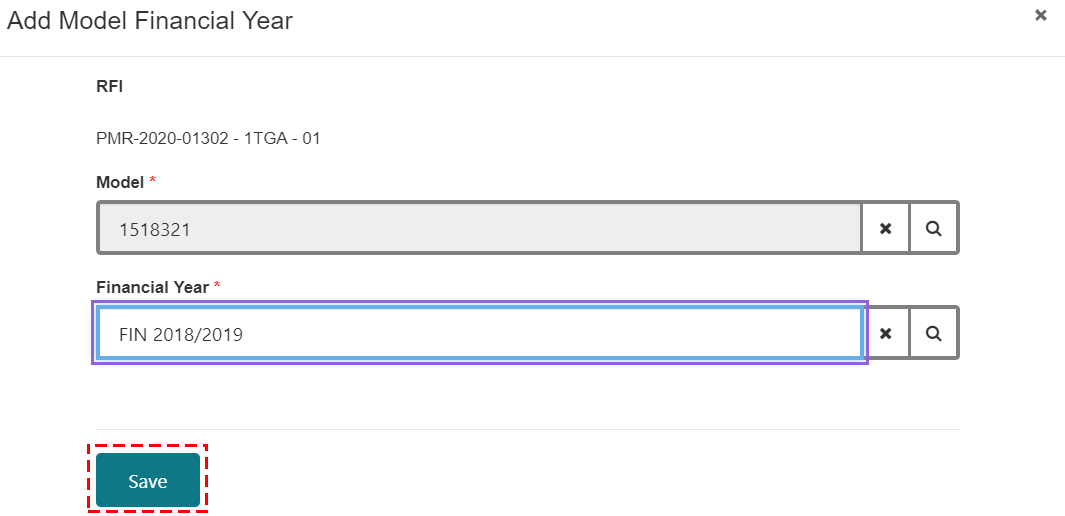 Add Model Financial Year
RFI
PMR-2020-01302 - 1TGA - 01
Model *
1518321
Financial Year *
FIN 2018/2019
Save